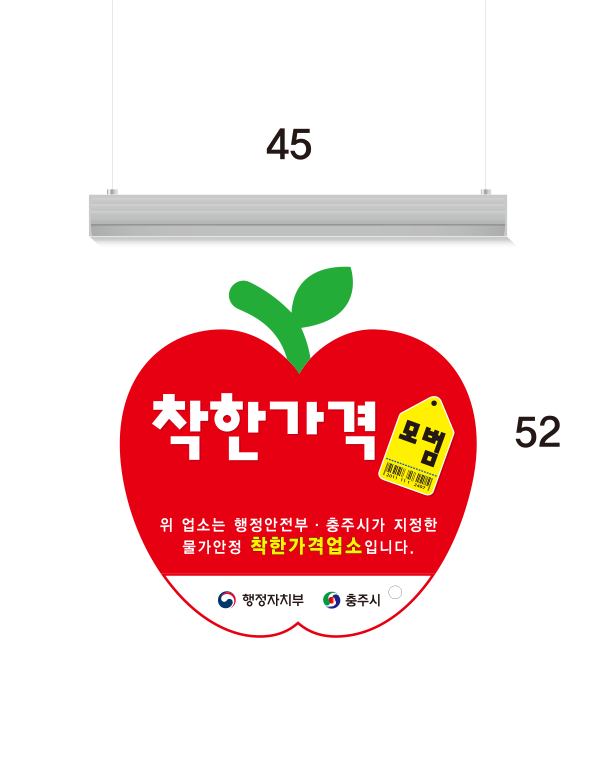 45
착한가격
모범
52
위 업소는 행정안전부 · 충주시가 지정한
물가안정 착한가격업소입니다.
행정자치부 충주시